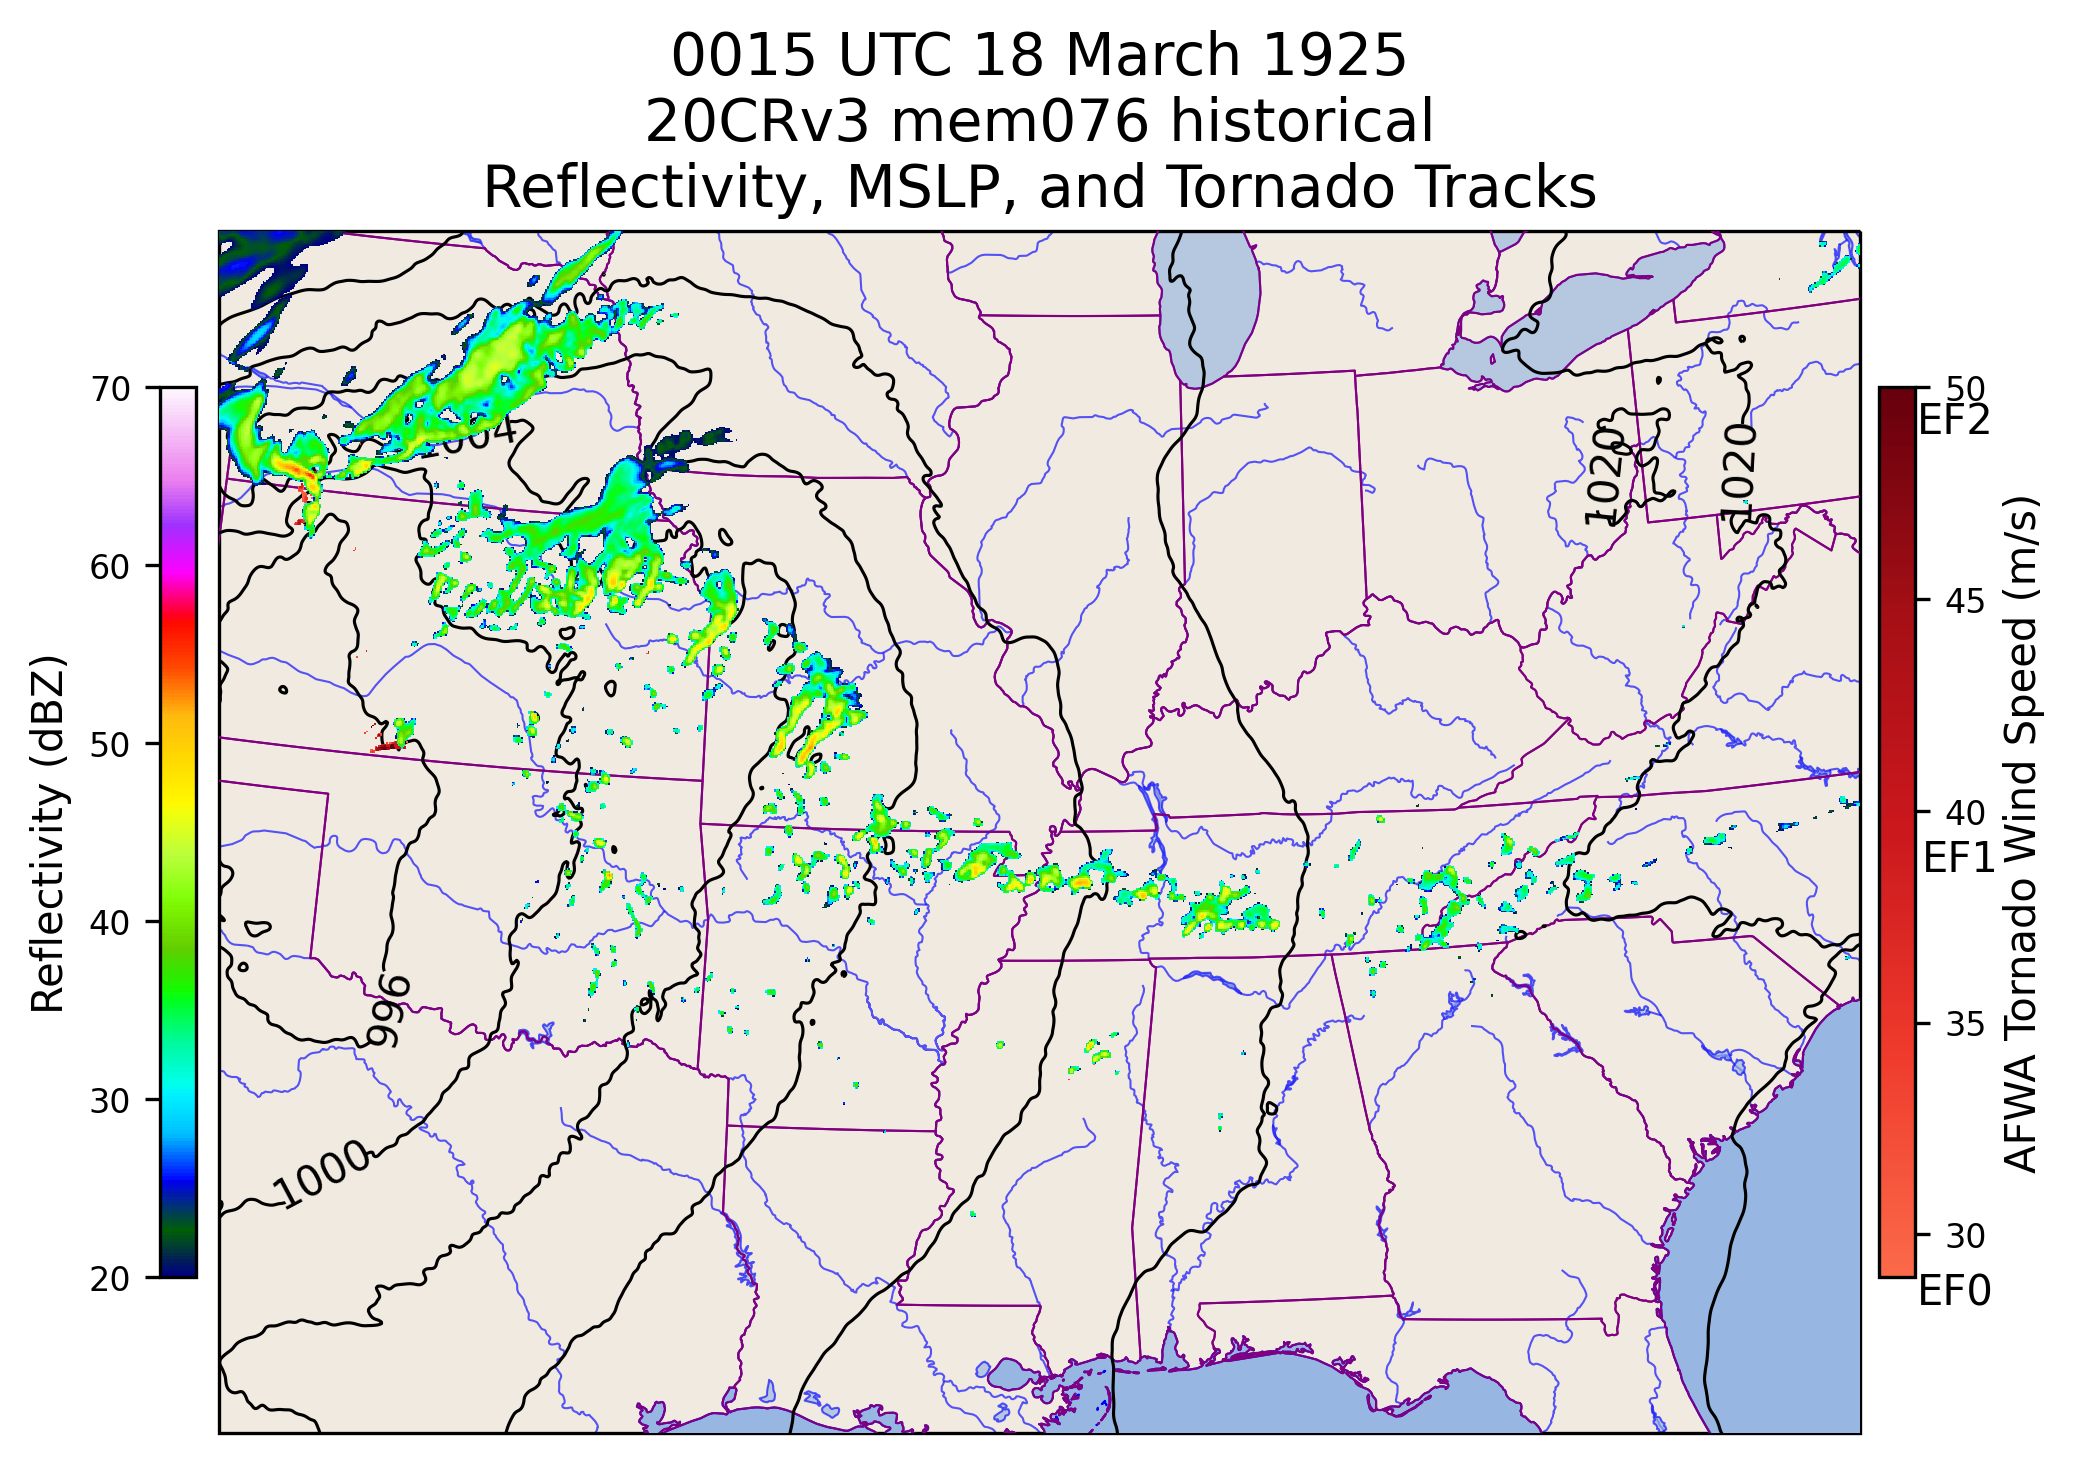 0015 UTC 18 March 1925
20CRv3 mem076 historical
Reflectivity, MSLP, and Tornado Tracks
70
60
50
40
30
20
Reflectivity (dBZ)
1004
1020
1020
996
1000
50
EF2
45
40
EF1
35
30
EF0
AFWA Tornado Wind Speed (m/s)